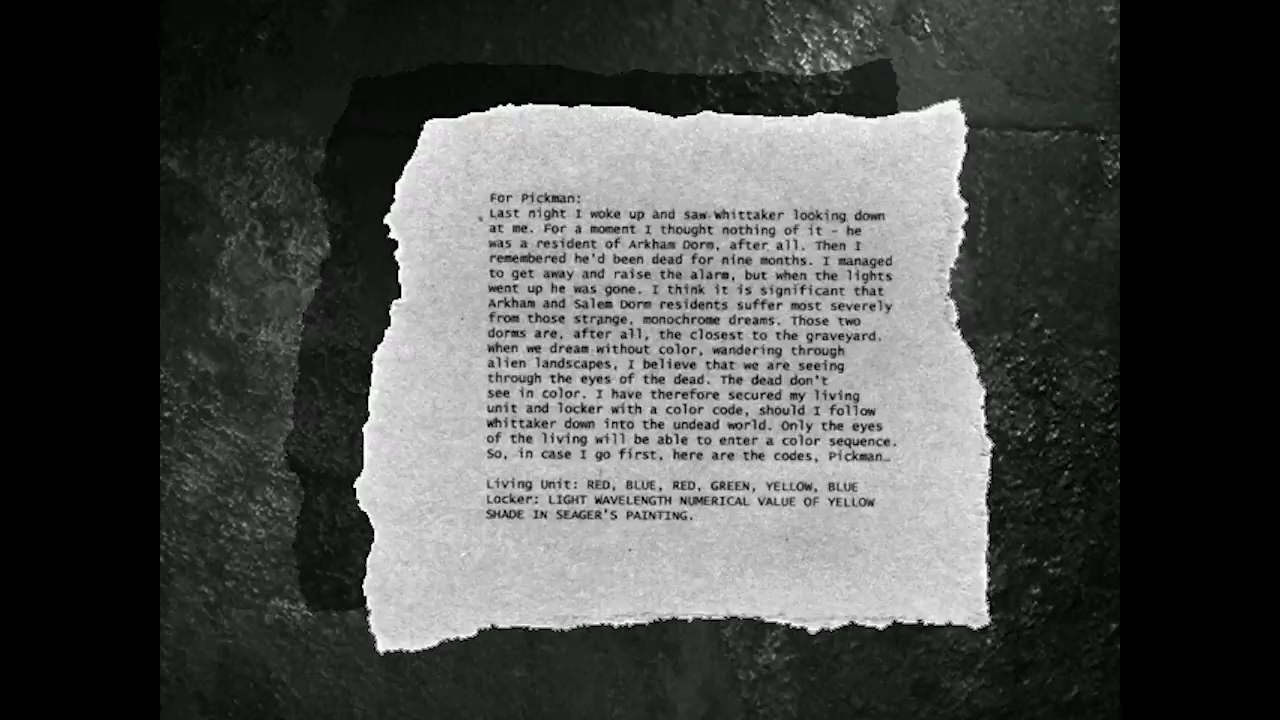 For Pickman:
Last night I woke up and saw Whittaker looking down
at me. For a moment I thought nothing of it - he
was a resident of Arkham Dorm, after all. Then I
remembered he'd been dead for nine months. I managed
to get away and raise the alarm, but when the lights
went up he was gone. I think it is significant that
Arkham and Salem Dorm residents suffer most severely
from those strange, monochrome dreams. Those two
dorms are, after all, the closest to the graveyard.
When we dream without color, wandering through
alien landscapes, I believe that we are seeing
through the eyes of the dead. The dead don't
see in color. I have therefore secured my living
unit and locker with a color code, should I follow
Whittaker down into the undead world. Only the eyes
of the living will be able to enter a color sequence.
So, in case I go first, here are the codes, Pickman…
Living Unit: RED, BLUE, RED, GREEN, YELLOW, BLUE
Locker: LIGHT WAVELENGTH NUMERICAL VALUE OF YELLOW
SHADE IN SEAGER'S PAINTING.